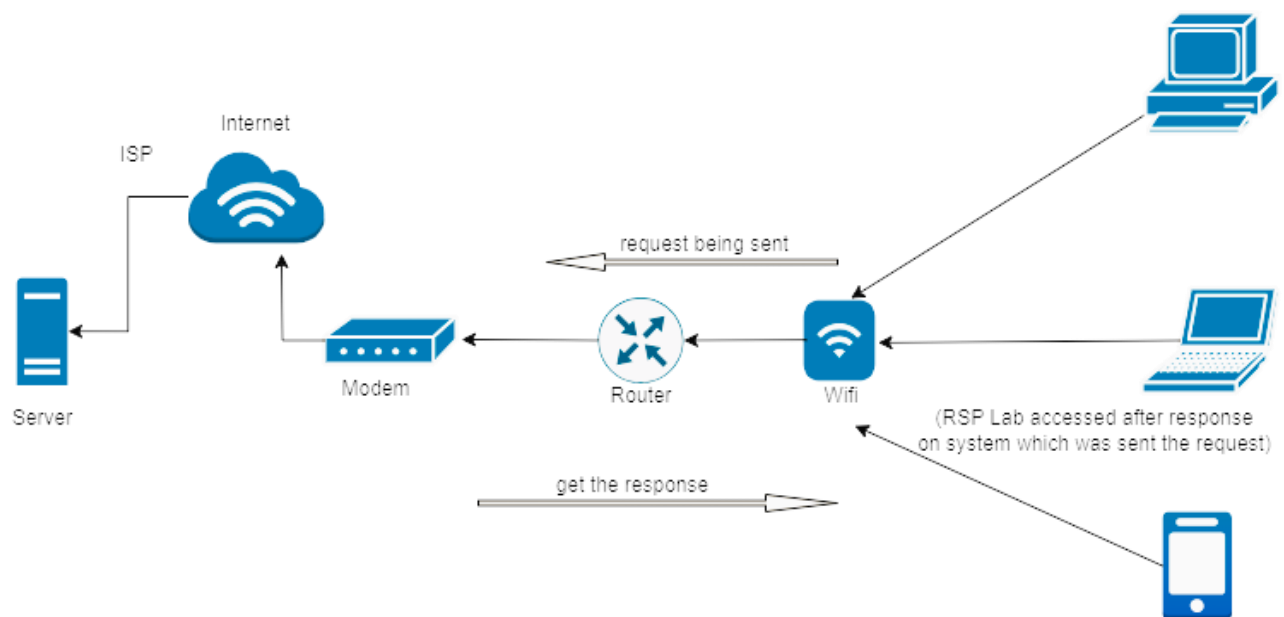 Internet
ISP
request being sent
Modem
Router
Wifi
Server
(RSP Lab accessed after response
on system which was sent the request)
get the response